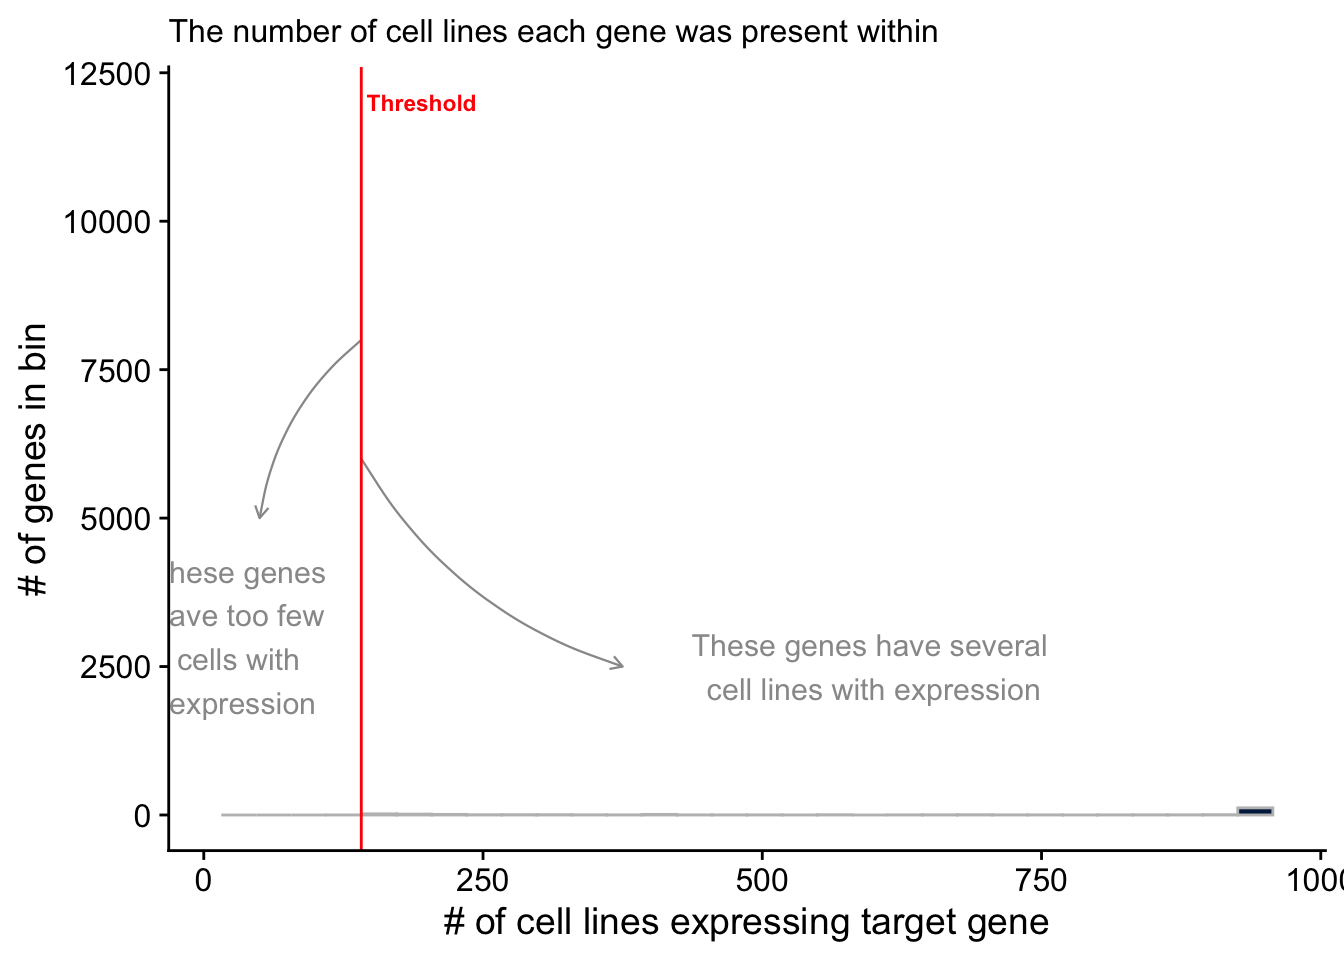 The number of cell lines each gene was present within
12500
10000
7500
5000
2500
0
# of genes in bin
Threshold
hese genes
ave too few
cells with
expression
These genes have several
cell lines with expression
0 250 500 750 100
# of cell lines expressing target gene